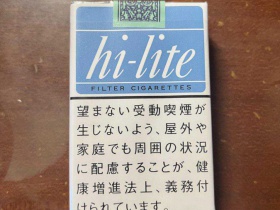 hi-lite
FILTER CIGARETTES
望まない受動喫煙が
生じないよう、屋外や
家庭でも周囲の状況
に配慮することが、健
康増進法上、義務付
けられています。